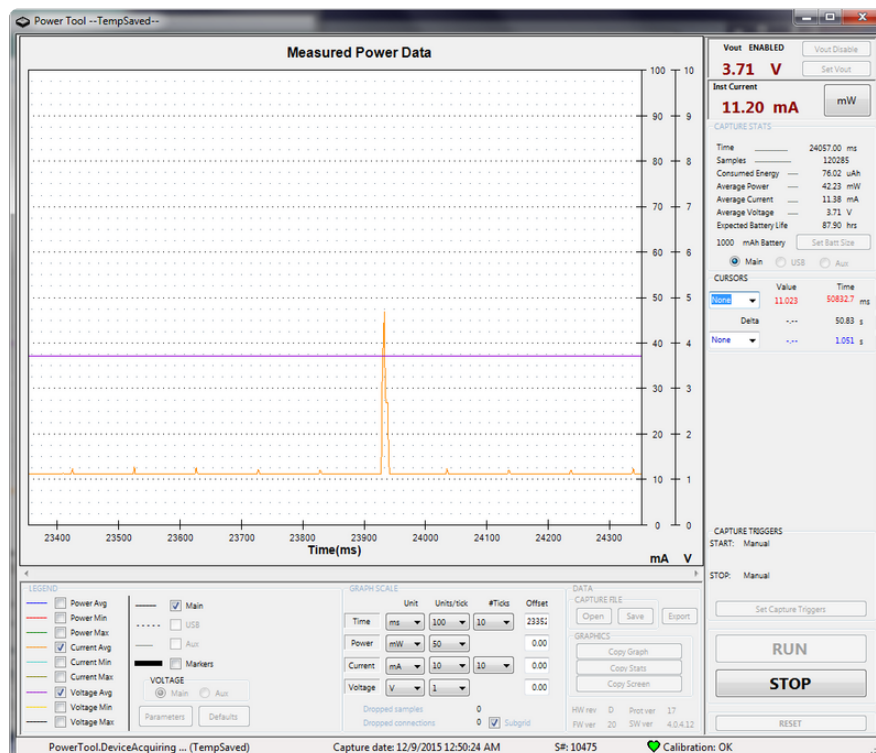 Power Tool --TempSaved--
Measured Power Data
100 10
90 9
80 8
70 7
60 6
50 5
40 4
30 3
20 2
10 1
0 0
23400 23500 23600 23700 23800 23900 24000 24100 24200 24300
Time(ms)
mA V
Vout ENABLED
Vout Disable
3.71 V
Set Vout
Inst Current
11.20 mA
mW
CAPTURE STATS
Time 24057.00 ms
Samples 120285
Consumed Energy 76.02 uAh
Average Power 42.23 mW
Average Current 11.38 mA
Average Voltage 3.71 V
Expected Battery Life 87.90 hrs
1000 mAh Battery Set Batt Size
Main USB Aux
CURSORS
Value Time
None 11.023 50832.7 ms
Delta -.-- 50.83 s
None -.-- 1.051 s
CAPTURE TRIGGERS
START: Manual
STOP: Manual
Set Capture Triggers
RUN
STOP
RESET
LEGEND
Power Avg
Power Min
Power Max
Current Avg
Current Min
Current Max
Voltage Avg
Voltage Min
Voltage Max
Main
USB
Aux
Markers
VOLTAGE
Main Aux
Parameters Defaults
GRAPH SCALE
Unit Units/tick #Ticks Offset
Time ms 100 10 23352
Power mW 50 0.00
Current mA 10 10 0.00
Voltage V 1 0.00
Dropped samples 0
Dropped connections 0 Subgrid
DATA
CAPTURE FILE
Open Save Export
GRAPHICS
Copy Graph
Copy Stats
Copy Screen
HW rev D Prot ver 17
FW ver 20 SW ver 4.0.4.12
PowerTool.DeviceAcquiring ... (TempSaved) Capture date: 12/9/2015 12:50:24 AM S#: 10475 Calibration: OK